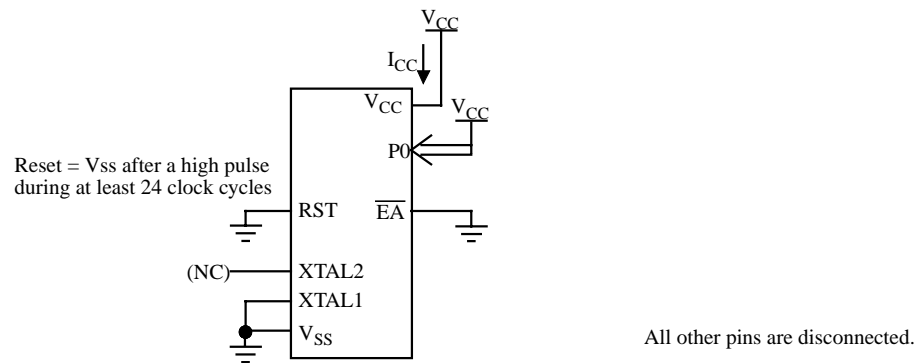 VCC
ICC
VCC
VCC
P0
Reset = Vss after a high pulse
during at least 24 clock cycles
RST
EA
(NC)
XTAL2
XTAL1
VSS
All other pins are disconnected.